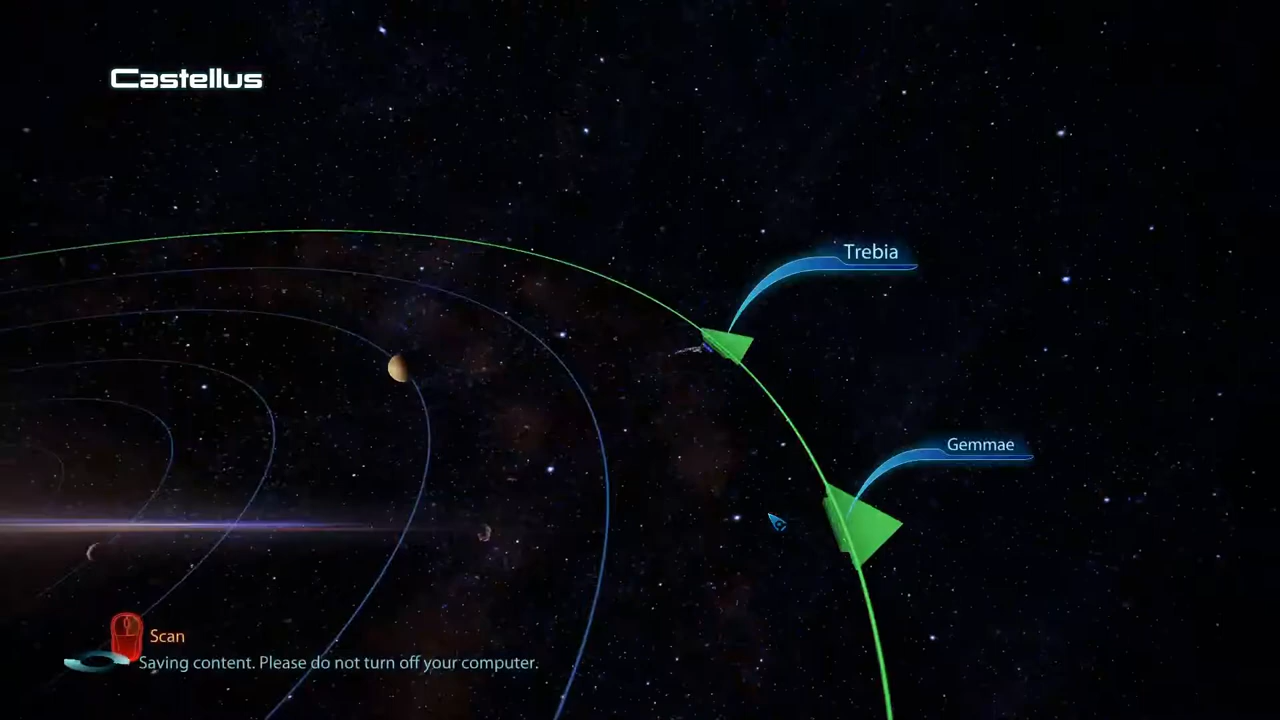 Castellus
Trebia
Gemmae
Scan
Saving content. Please do not turn off your computer.